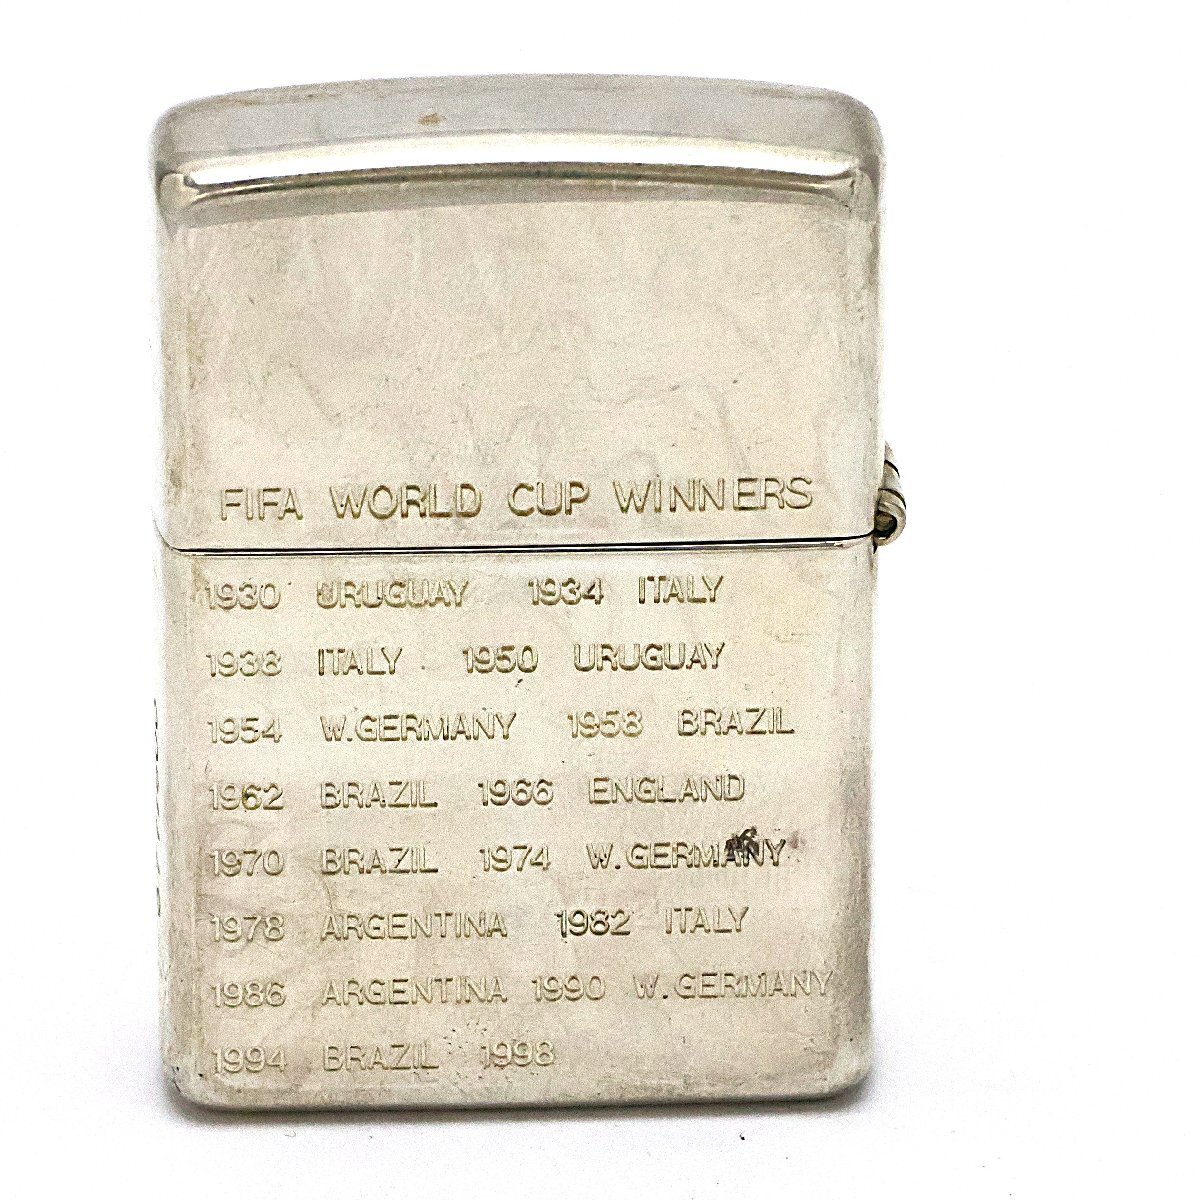 FIFA WORLD CUP WINNERS
1930 URUGUAY 1934 ITALY
1938 ITALY 1950 URUGUAY
1954 W.GERMANY 1958 BRAZIL
1962 BRAZIL 1966 ENGLAND
1970 BRAZIL 1974 W.GERMANY
1978 ARGENTINA 1982 ITALY
1986 ARGENTINA 1990 W.GERMANY
1994 BRAZIL 1998